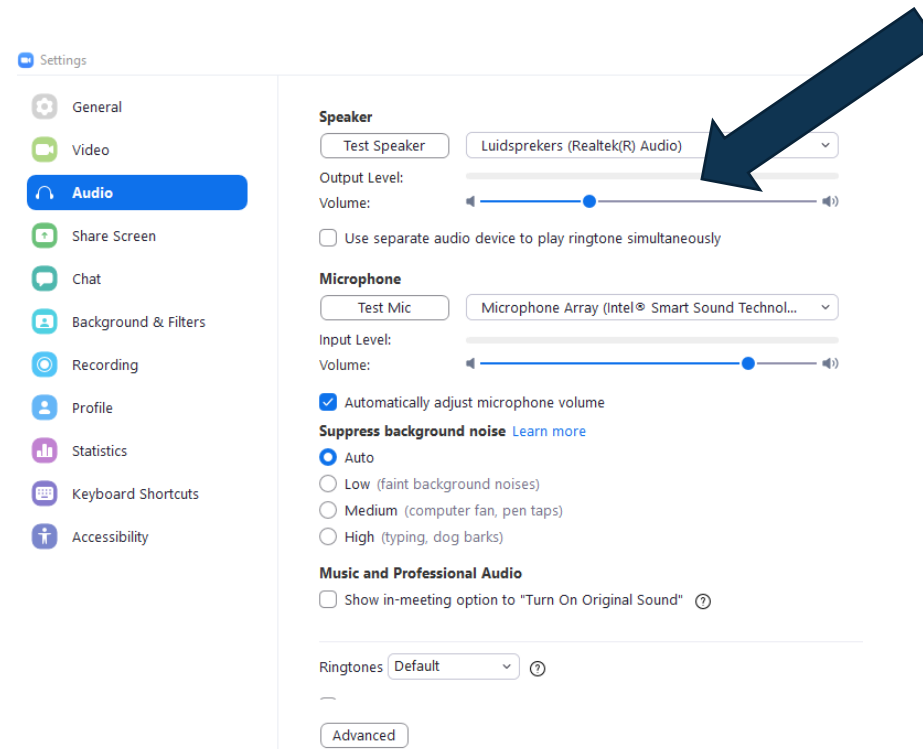 Settings
General
Video
Audio
Share Screen
Chat
Background & Filters
Recording
Profile
Statistics
Keyboard Shortcuts
Accessibility
Speaker
Test Speaker Luidsprekers (Realtek(R) Audio)
Output Level:
Volume:
Use separate audio device to play ringtone simultaneously
Microphone
Test Mic Microphone Array (Intel® Smart Sound Technol...
Input Level:
Volume:
Automatically adjust microphone volume
Suppress background noise Learn more
Auto
Low (faint background noises)
Medium (computer fan, pen taps)
High (typing, dog barks)
Music and Professional Audio
Show in-meeting option to "Turn On Original Sound" ?
Ringtones Default ?
Advanced